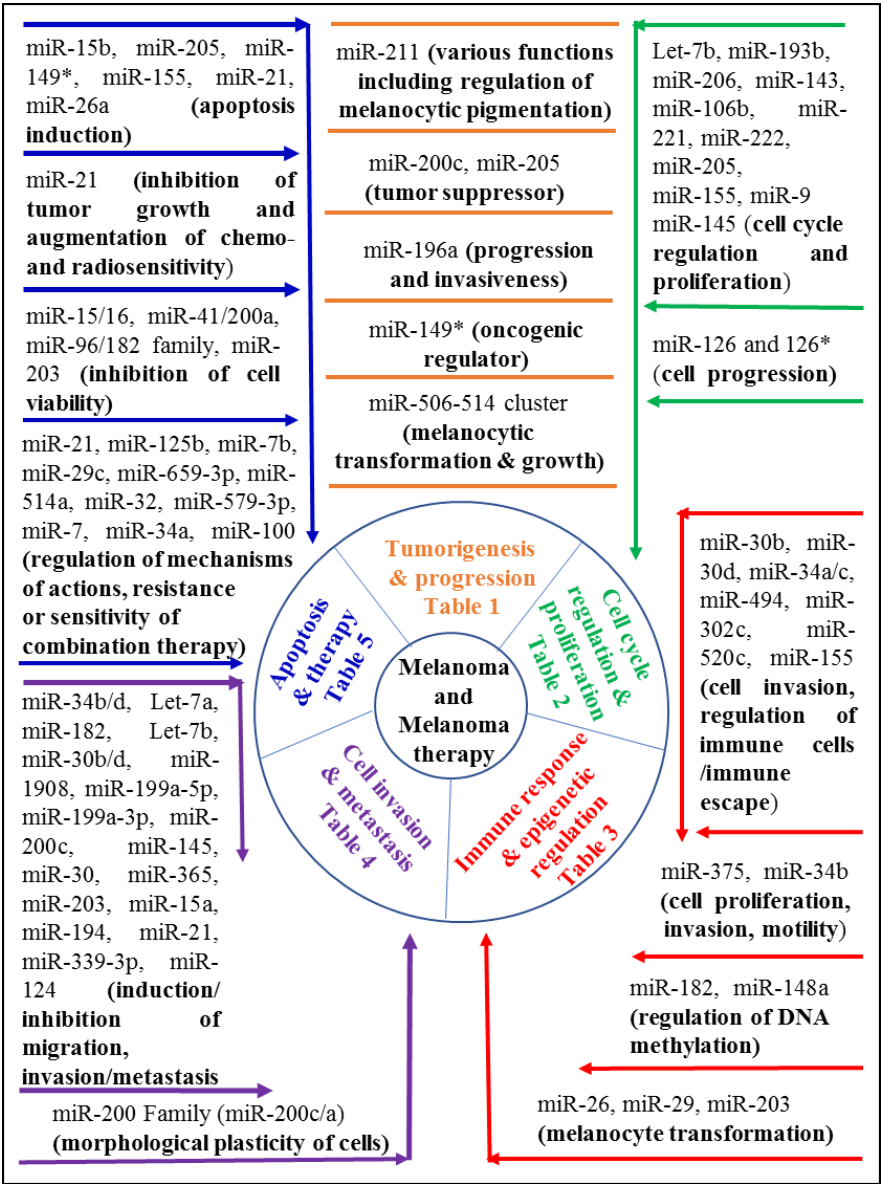 miR-15b, miR-205, miR-
149*, miR-155, miR-21,
miR-26a (apoptosis
induction)
miR-21 (inhibition of
tumor growth and
augmentation of chemo-
and radiosensitivity)
miR-15/16, miR-41/200a,
miR-96/182 family, miR-
203 (inhibition of cell
viability)
miR-21, miR-125b, miR-7b,
miR-29c, miR-659-3p, miR-
514a, miR-32, miR-579-3p,
miR-7, miR-34a, miR-100
(regulation of mechanisms
of actions, resistance
or sensitivity of
combination therapy)
miR-34b/d, Let-7a,
miR-182, Let-7b,
miR-30b/d, miR-
1908, miR-199a-5p,
miR-199a-3p, miR-
200c, miR-145,
miR-30, miR-365,
miR-203, miR-15a,
miR-194, miR-21,
miR-339-3p, miR-
124 (induction/
inhibition of
migration,
invasion/metastasis
miR-200 Family (miR-200c/a)
(morphological plasticity of cells)
miR-211 (various functions
including regulation of
melanocytic pigmentation)
miR-200c, miR-205
(tumor suppressor)
miR-196a (progression
and invasiveness)
miR-149* (oncogenic
regulator)
miR-506-514 cluster
(melanocytic
transformation & growth)
Tumorigenesis
& progression
Table 1
Cell cycle
regulation &
proliferation
Table 2
Immune response
& epigenetic
regulation
Table 3
Cell invasion
& metastasis
Table 4
Apoptosis
& therapy
Table 5
Melanoma
and
Melanoma
therapy
Let-7b, miR-193b,
miR-206, miR-143,
miR-106b, miR-
221, miR-222,
miR-205,
miR-155, miR-9
miR-145 (cell cycle
regulation and
proliferation)
miR-126 and 126*
(cell progression)
miR-30b, miR-
30d, miR-34a/c,
miR-494, miR-
302c, miR-
520c, miR-155
(cell invasion,
regulation of
immune cells
/immune
escape)
miR-375, miR-34b
(cell proliferation,
invasion, motility)
miR-182, miR-148a
(regulation of DNA
methylation)
miR-26, miR-29, miR-203
(melanocyte transformation)